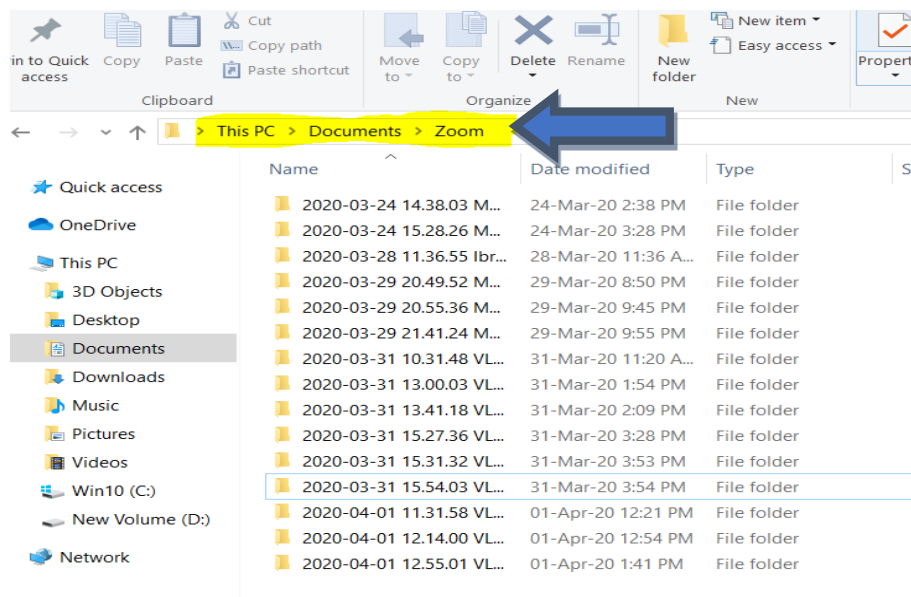 Cut
New item
in to Quick access
Copy
Paste
Copy path
Paste shortcut
Move to
Copy to
Delete
Rename
New folder
Easy access
Propert
Clipboard
Organize
New
This PC > Documents > Zoom
Name
Date modified
Type
S
Quick access
OneDrive
This PC
3D Objects
Desktop
Documents
Downloads
Music
Pictures
Videos
Win10 (C:)
New Volume (D:)
Network
2020-03-24 14.38.03 M... 24-Mar-20 2:38 PM File folder
2020-03-24 15.28.26 M... 24-Mar-20 3:28 PM File folder
2020-03-28 11.36.55 Ibr... 28-Mar-20 11:36 A... File folder
2020-03-29 20.49.52 M... 29-Mar-20 8:50 PM File folder
2020-03-29 20.55.36 M... 29-Mar-20 9:45 PM File folder
2020-03-29 21.41.24 M... 29-Mar-20 9:55 PM File folder
2020-03-31 10.31.48 VL... 31-Mar-20 11:20 A... File folder
2020-03-31 13.00.03 VL... 31-Mar-20 1:54 PM File folder
2020-03-31 13.41.18 VL... 31-Mar-20 2:09 PM File folder
2020-03-31 15.27.36 VL... 31-Mar-20 3:28 PM File folder
2020-03-31 15.31.32 VL... 31-Mar-20 3:53 PM File folder
2020-03-31 15.54.03 VL... 31-Mar-20 3:54 PM File folder
2020-04-01 11.31.58 VL... 01-Apr-20 12:21 PM File folder
2020-04-01 12.14.00 VL... 01-Apr-20 12:54 PM File folder
2020-04-01 12.55.01 VL... 01-Apr-20 1:41 PM File folder